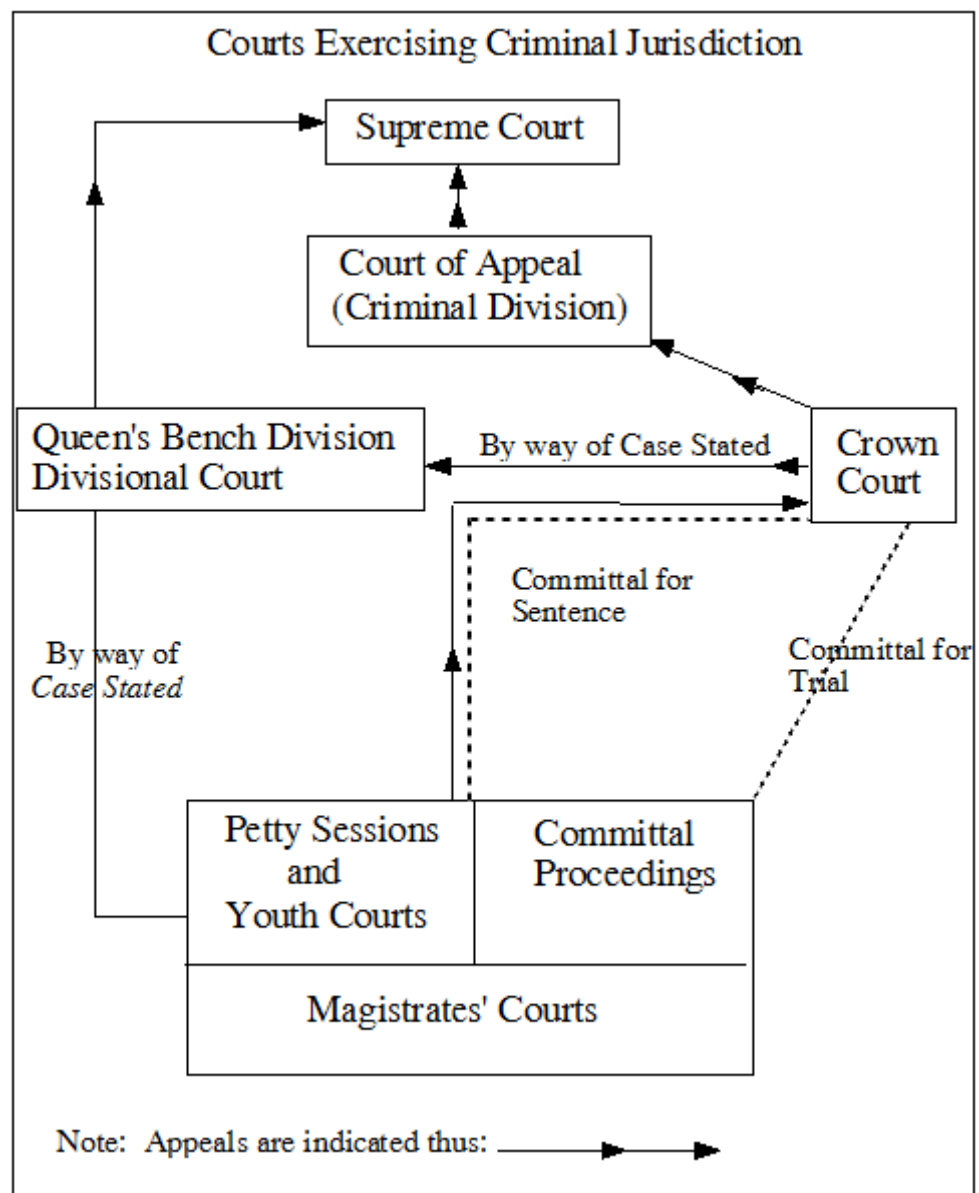 Courts Exercising Criminal Jurisdiction
Supreme Court
Court of Appeal
(Criminal Division)
Queen's Bench Division
Divisional Court
By way of Case Stated
Crown
Court
Committal for
Sentence
By way of
Case Stated
Committal for
Trial
Petty Sessions
and
Youth Courts
Committal
Proceedings
Magistrates' Courts
Note: Appeals are indicated thus: